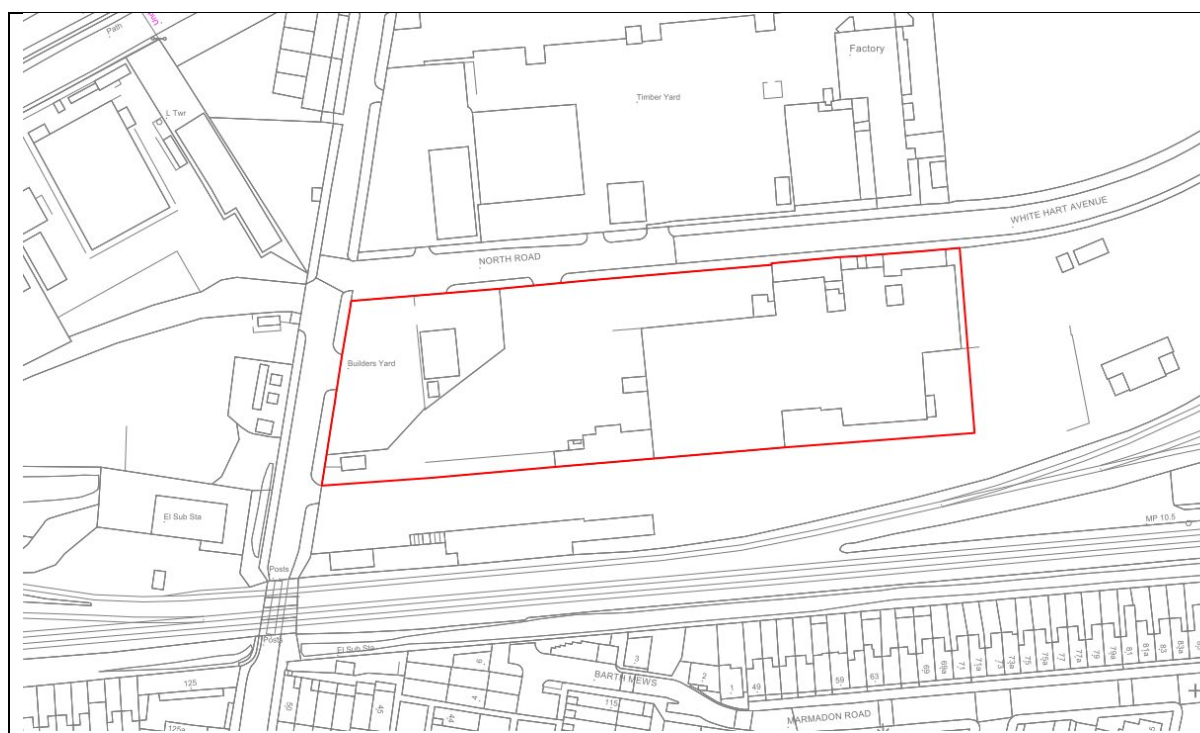 Path
Factory
Timber Yard
L Twr
WHITE HART AVENUE
NORTH ROAD
Builders Yard
El Sub Sta
MP 10.5
Posts
Posts
El Sub Sta
BARTH MEWS
MARMADON ROAD
125
125a
50
45
44
4
9
3
115
2
1
49
59
63
69
69a
71
71a
73
73a
75
75a
77
77a
79
79a
81
81a
83
83a